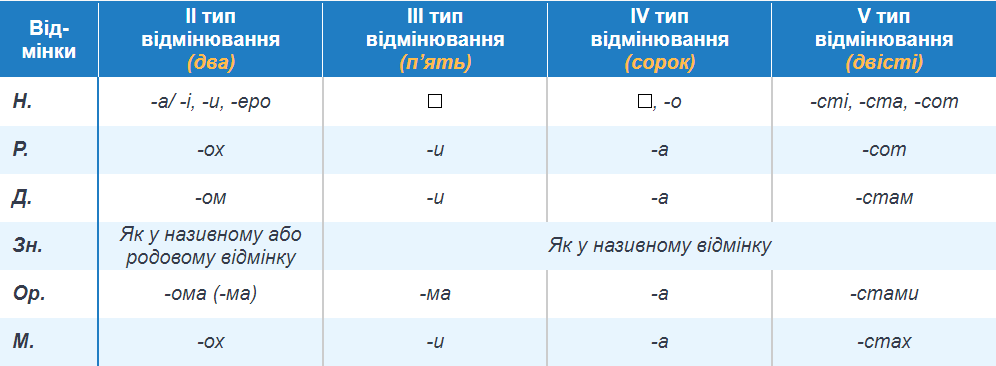 Від-
мінки
II тип
відмінювання
(два)
III тип
відмінювання
(п’ять)
IV тип
відмінювання
(сорок)
V тип
відмінювання
(двісті)
Н. -а/ -і, -и, -еро □ □, -о -сті, -ста, -сот
Р. -ох -и -а -сот
Д. -ом -и -а -стам
Зн. Як у називному або
родовому відмінку
Як у називному відмінку
Ор. -ома (-ма) -ма -а -стами
М. -ох -и -а -стах